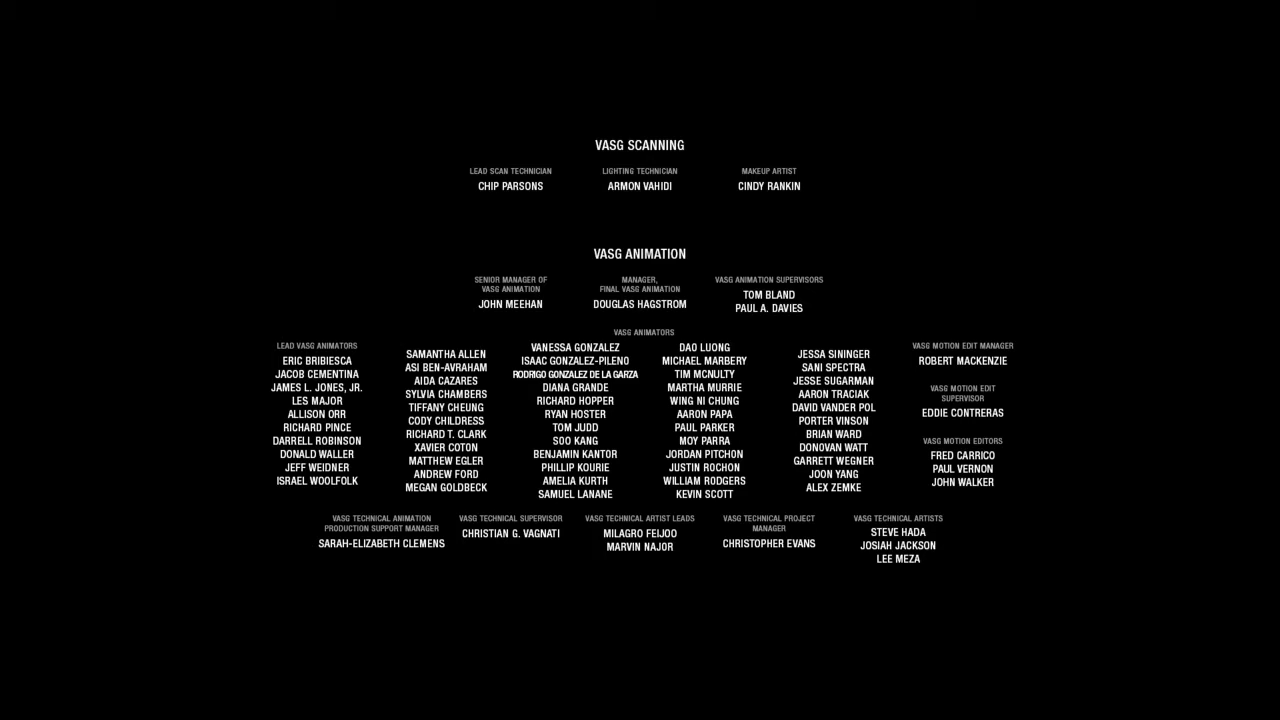 VASG SCANNING
LEAD SCAN TECHNICIAN
CHIP PARSONS
LIGHTING TECHNICIAN
ARMON VAHIDI
MAKEUP ARTIST
CINDY RANKIN
VASG ANIMATION
SENIOR MANAGER OF
VASG ANIMATION
JOHN MEEHAN
MANAGER,
FINAL VASG ANIMATION
DOUGLAS HAGSTROM
VASG ANIMATION SUPERVISORS
TOM BLAND
PAUL A. DAVIES
LEAD VASG ANIMATORS
ERIC BRIBIESCA
JACOB CEMENTINA
JAMES L. JONES, JR.
LES MAJOR
ALLISON ORR
RICHARD PINCE
DARRELL ROBINSON
DONALD WALLER
JEFF WEIDNER
ISRAEL WOOLFOLK
VASG ANIMATORS
SAMANTHA ALLEN
ASI BEN-AVRAHAM
AIDA CAZARES
SYLVIA CHAMBERS
TIFFANY CHEUNG
CODY CHILDRESS
RICHARD T. CLARK
XAVIER COTON
MATTHEW EGLER
ANDREW FORD
MEGAN GOLDBECK
VANESSA GONZALEZ
ISAAC GONZALEZ-PILENO
RODRIGO GONZALEZ DE LA GARZA
DIANA GRANDE
RICHARD HOPPER
RYAN HOSTER
TOM JUDD
SOO KANG
BENJAMIN KANTOR
PHILLIP KOURIE
AMELIA KURTH
SAMUEL LANANE
DAO LUONG
MICHAEL MARBERY
TIM MCNULTY
MARTHA MURRIE
WING NI CHUNG
AARON PAPA
PAUL PARKER
MOY PARRA
JORDAN PITCHON
JUSTIN ROCHON
WILLIAM RODGERS
KEVIN SCOTT
JESSA SININGER
SANI SPECTRA
JESSE SUGARMAN
AARON TRACIAK
DAVID VANDER POL
PORTER VINSON
BRIAN WARD
DONOVAN WATT
GARRETT WEGNER
JOON YANG
ALEX ZEMKE
VASG MOTION EDIT MANAGER
ROBERT MACKENZIE
VASG MOTION EDIT
SUPERVISOR
EDDIE CONTRERAS
VASG MOTION EDITORS
FRED CARRICO
PAUL VERNON
JOHN WALKER
VASG TECHNICAL ANIMATION
PRODUCTION SUPPORT MANAGER
SARAH-ELIZABETH CLEMENS
VASG TECHNICAL SUPERVISOR
CHRISTIAN G. VAGNATI
VASG TECHNICAL ARTIST LEADS
MILAGRO FEIJOO
MARVIN NAJOR
VASG TECHNICAL PROJECT
MANAGER
CHRISTOPHER EVANS
VASG TECHNICAL ARTISTS
STEVE HADA
JOSIAH JACKSON
LEE MEZA